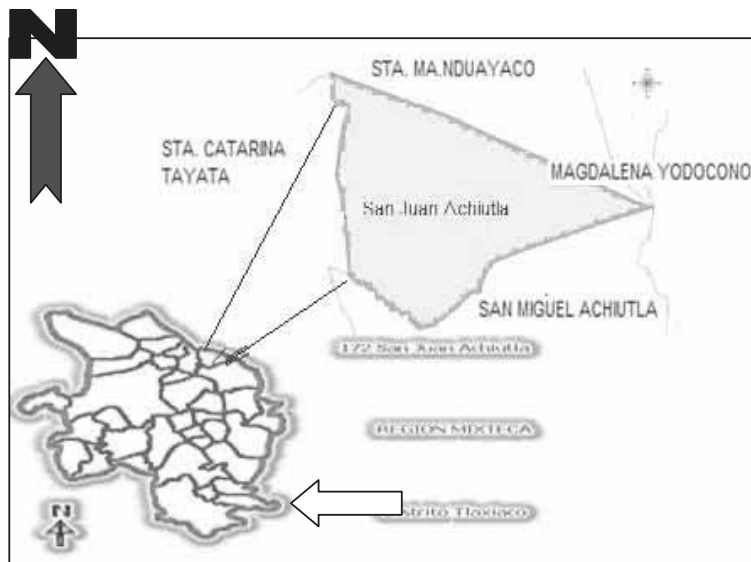 N
STA. MA.NDUAYACO
STA. CATARINA
TAYATA
MAGDALENA YODOCONO
San Juan Achiutla
SAN MIGUEL ACHIUTLA
172 San Juan Achiutla
REGION MIXTECA
N
istrito Tlaxiaco